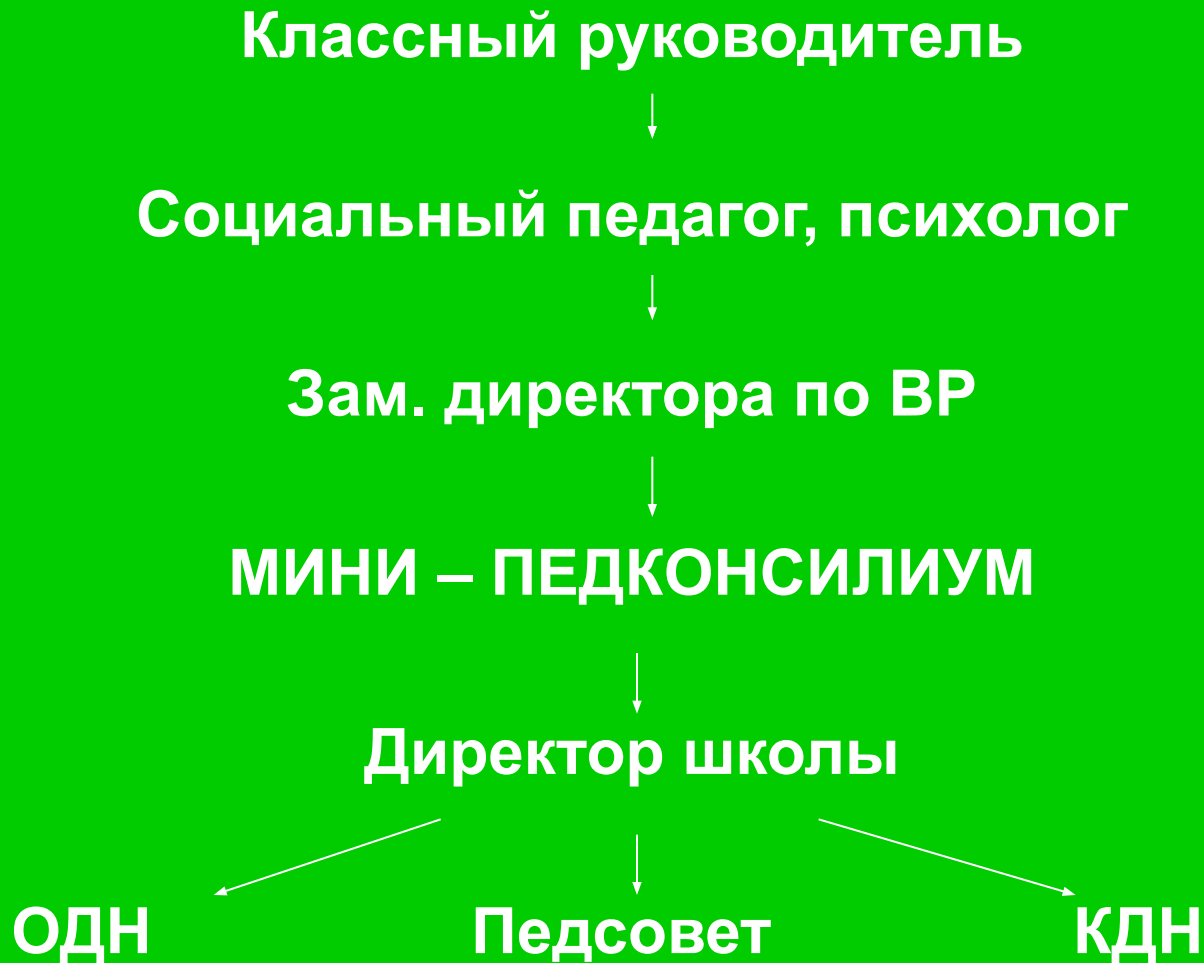 Классный руководитель
Социальный педагог, психолог
Зам. директора по ВР
МИНИ – ПЕДКОНСИЛИУМ
Директор школы
ОДН Педсовет КДН